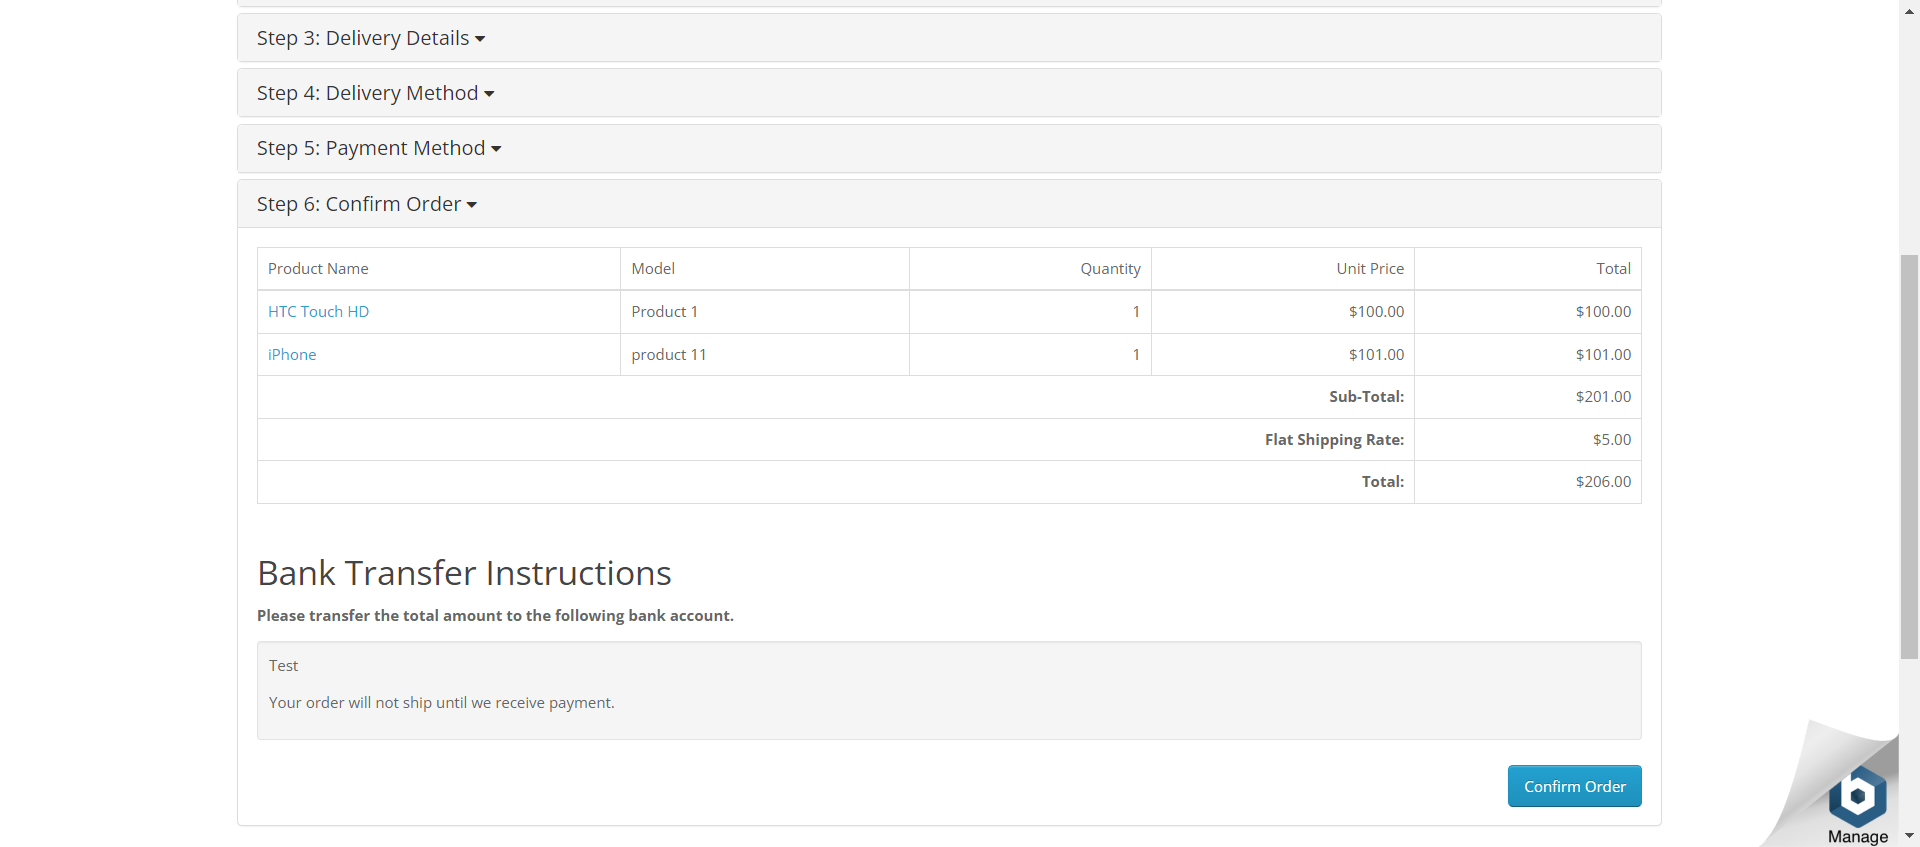 Step 3: Delivery Details
Step 4: Delivery Method
Step 5: Payment Method
Step 6: Confirm Order
Product Name Model Quantity Unit Price Total
HTC Touch HD Product 1 1 $100.00 $100.00
iPhone product 11 1 $101.00 $101.00
Sub-Total: $201.00
Flat Shipping Rate: $5.00
Total: $206.00
Bank Transfer Instructions
Please transfer the total amount to the following bank account.
Test
Your order will not ship until we receive payment.
Confirm Order
Manage